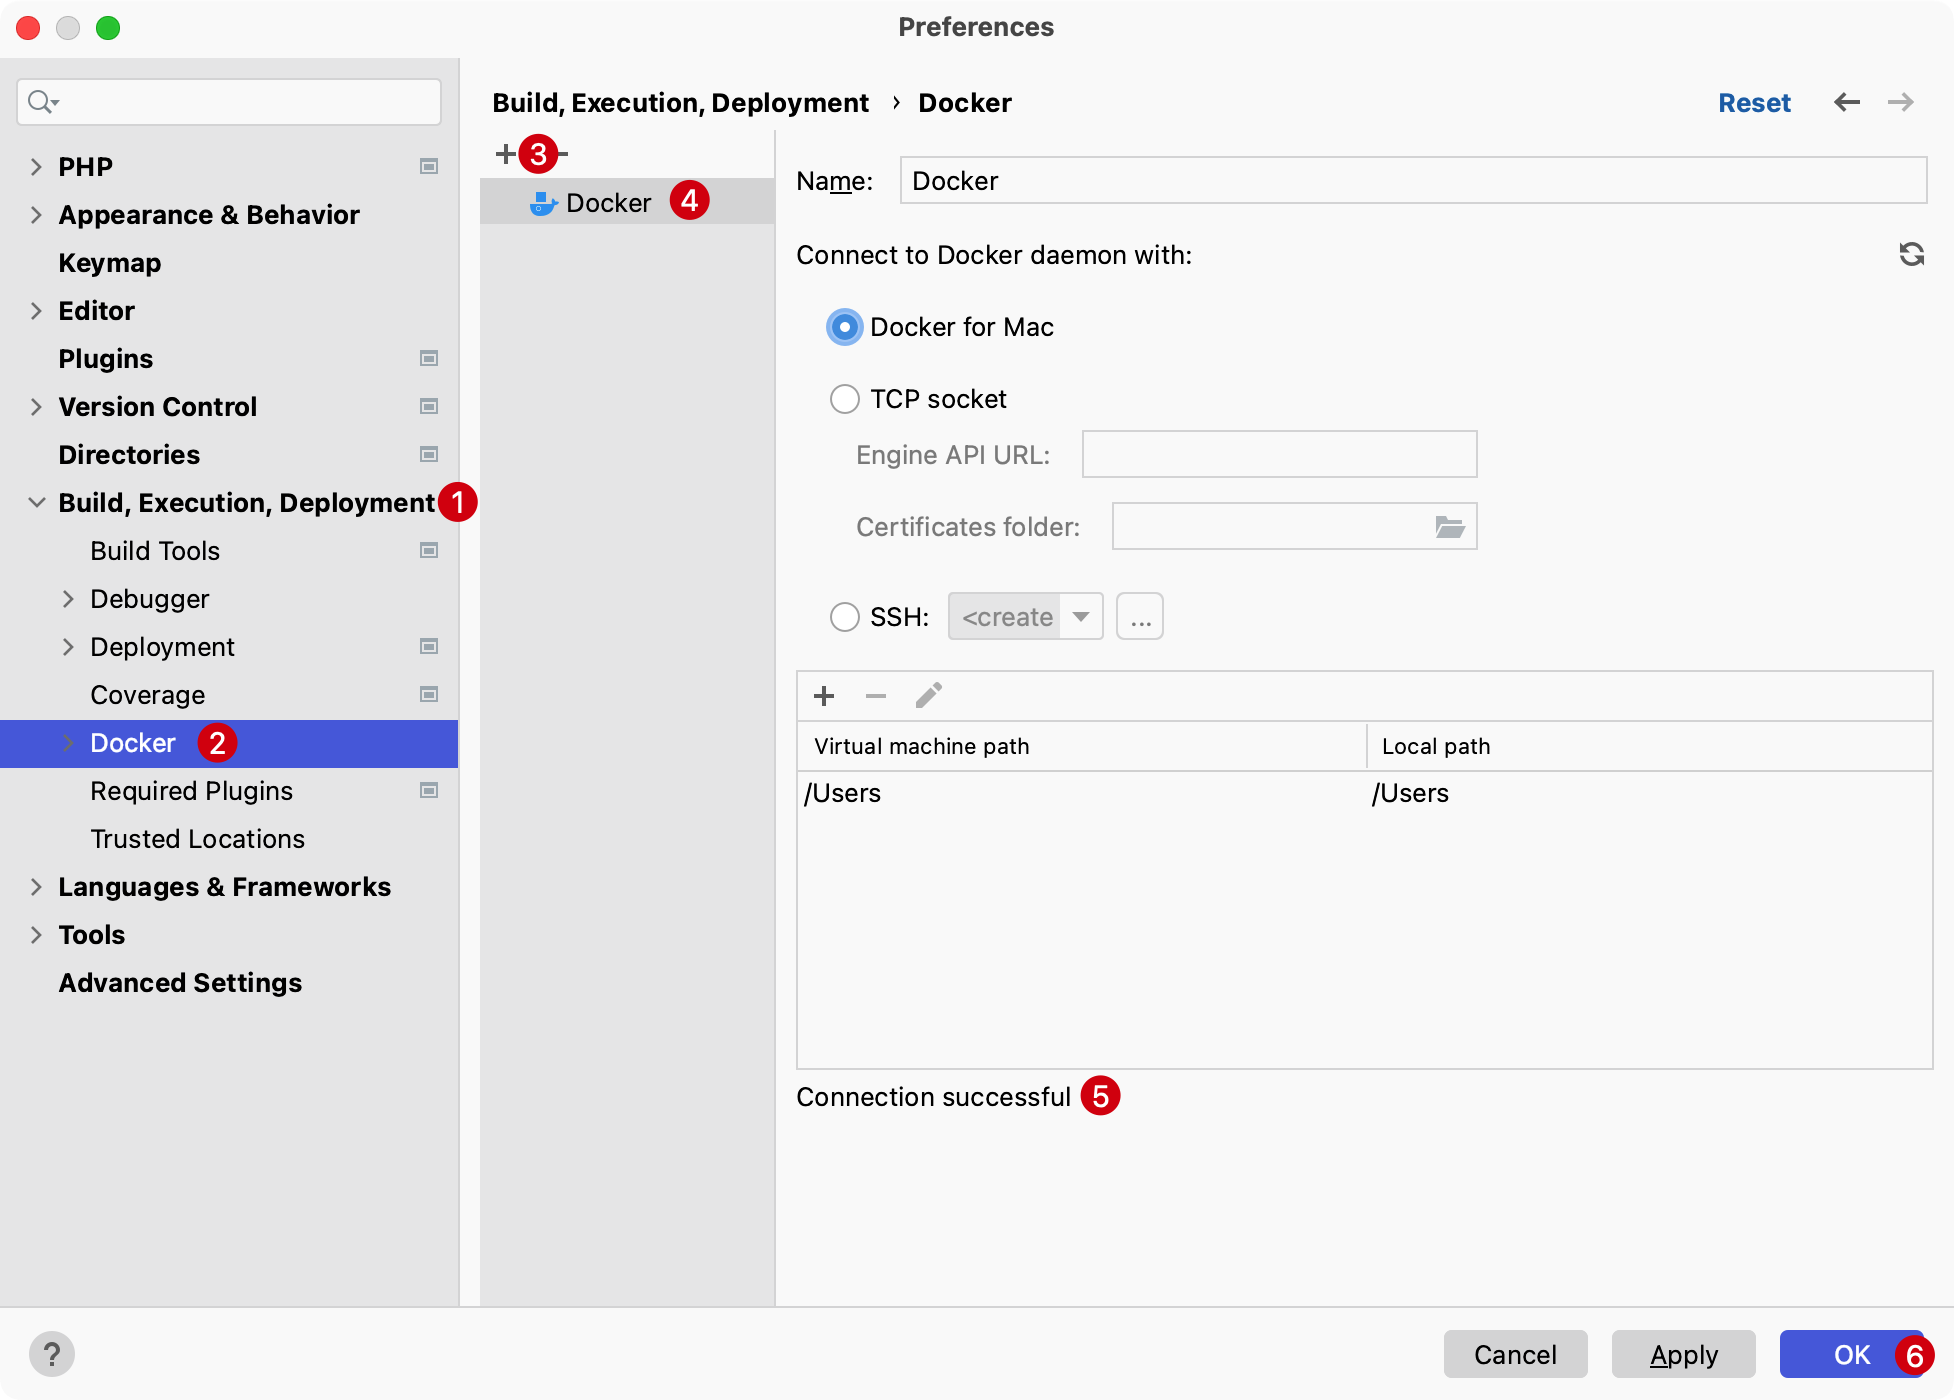 Preferences
PHP
Appearance & Behavior
Keymap
Editor
Plugins
Version Control
Directories
Build, Execution, Deployment 1
Build Tools
Debugger
Deployment
Coverage
Docker 2
Required Plugins
Trusted Locations
Languages & Frameworks
Tools
Advanced Settings
Build, Execution, Deployment › Docker
Reset
3
Docker 4
Name: Docker
Connect to Docker daemon with:
Docker for Mac
TCP socket
Engine API URL:
Certificates folder:
SSH: <create ...
Virtual machine path Local path
/Users /Users
Connection successful 5
? Cancel Apply OK 6